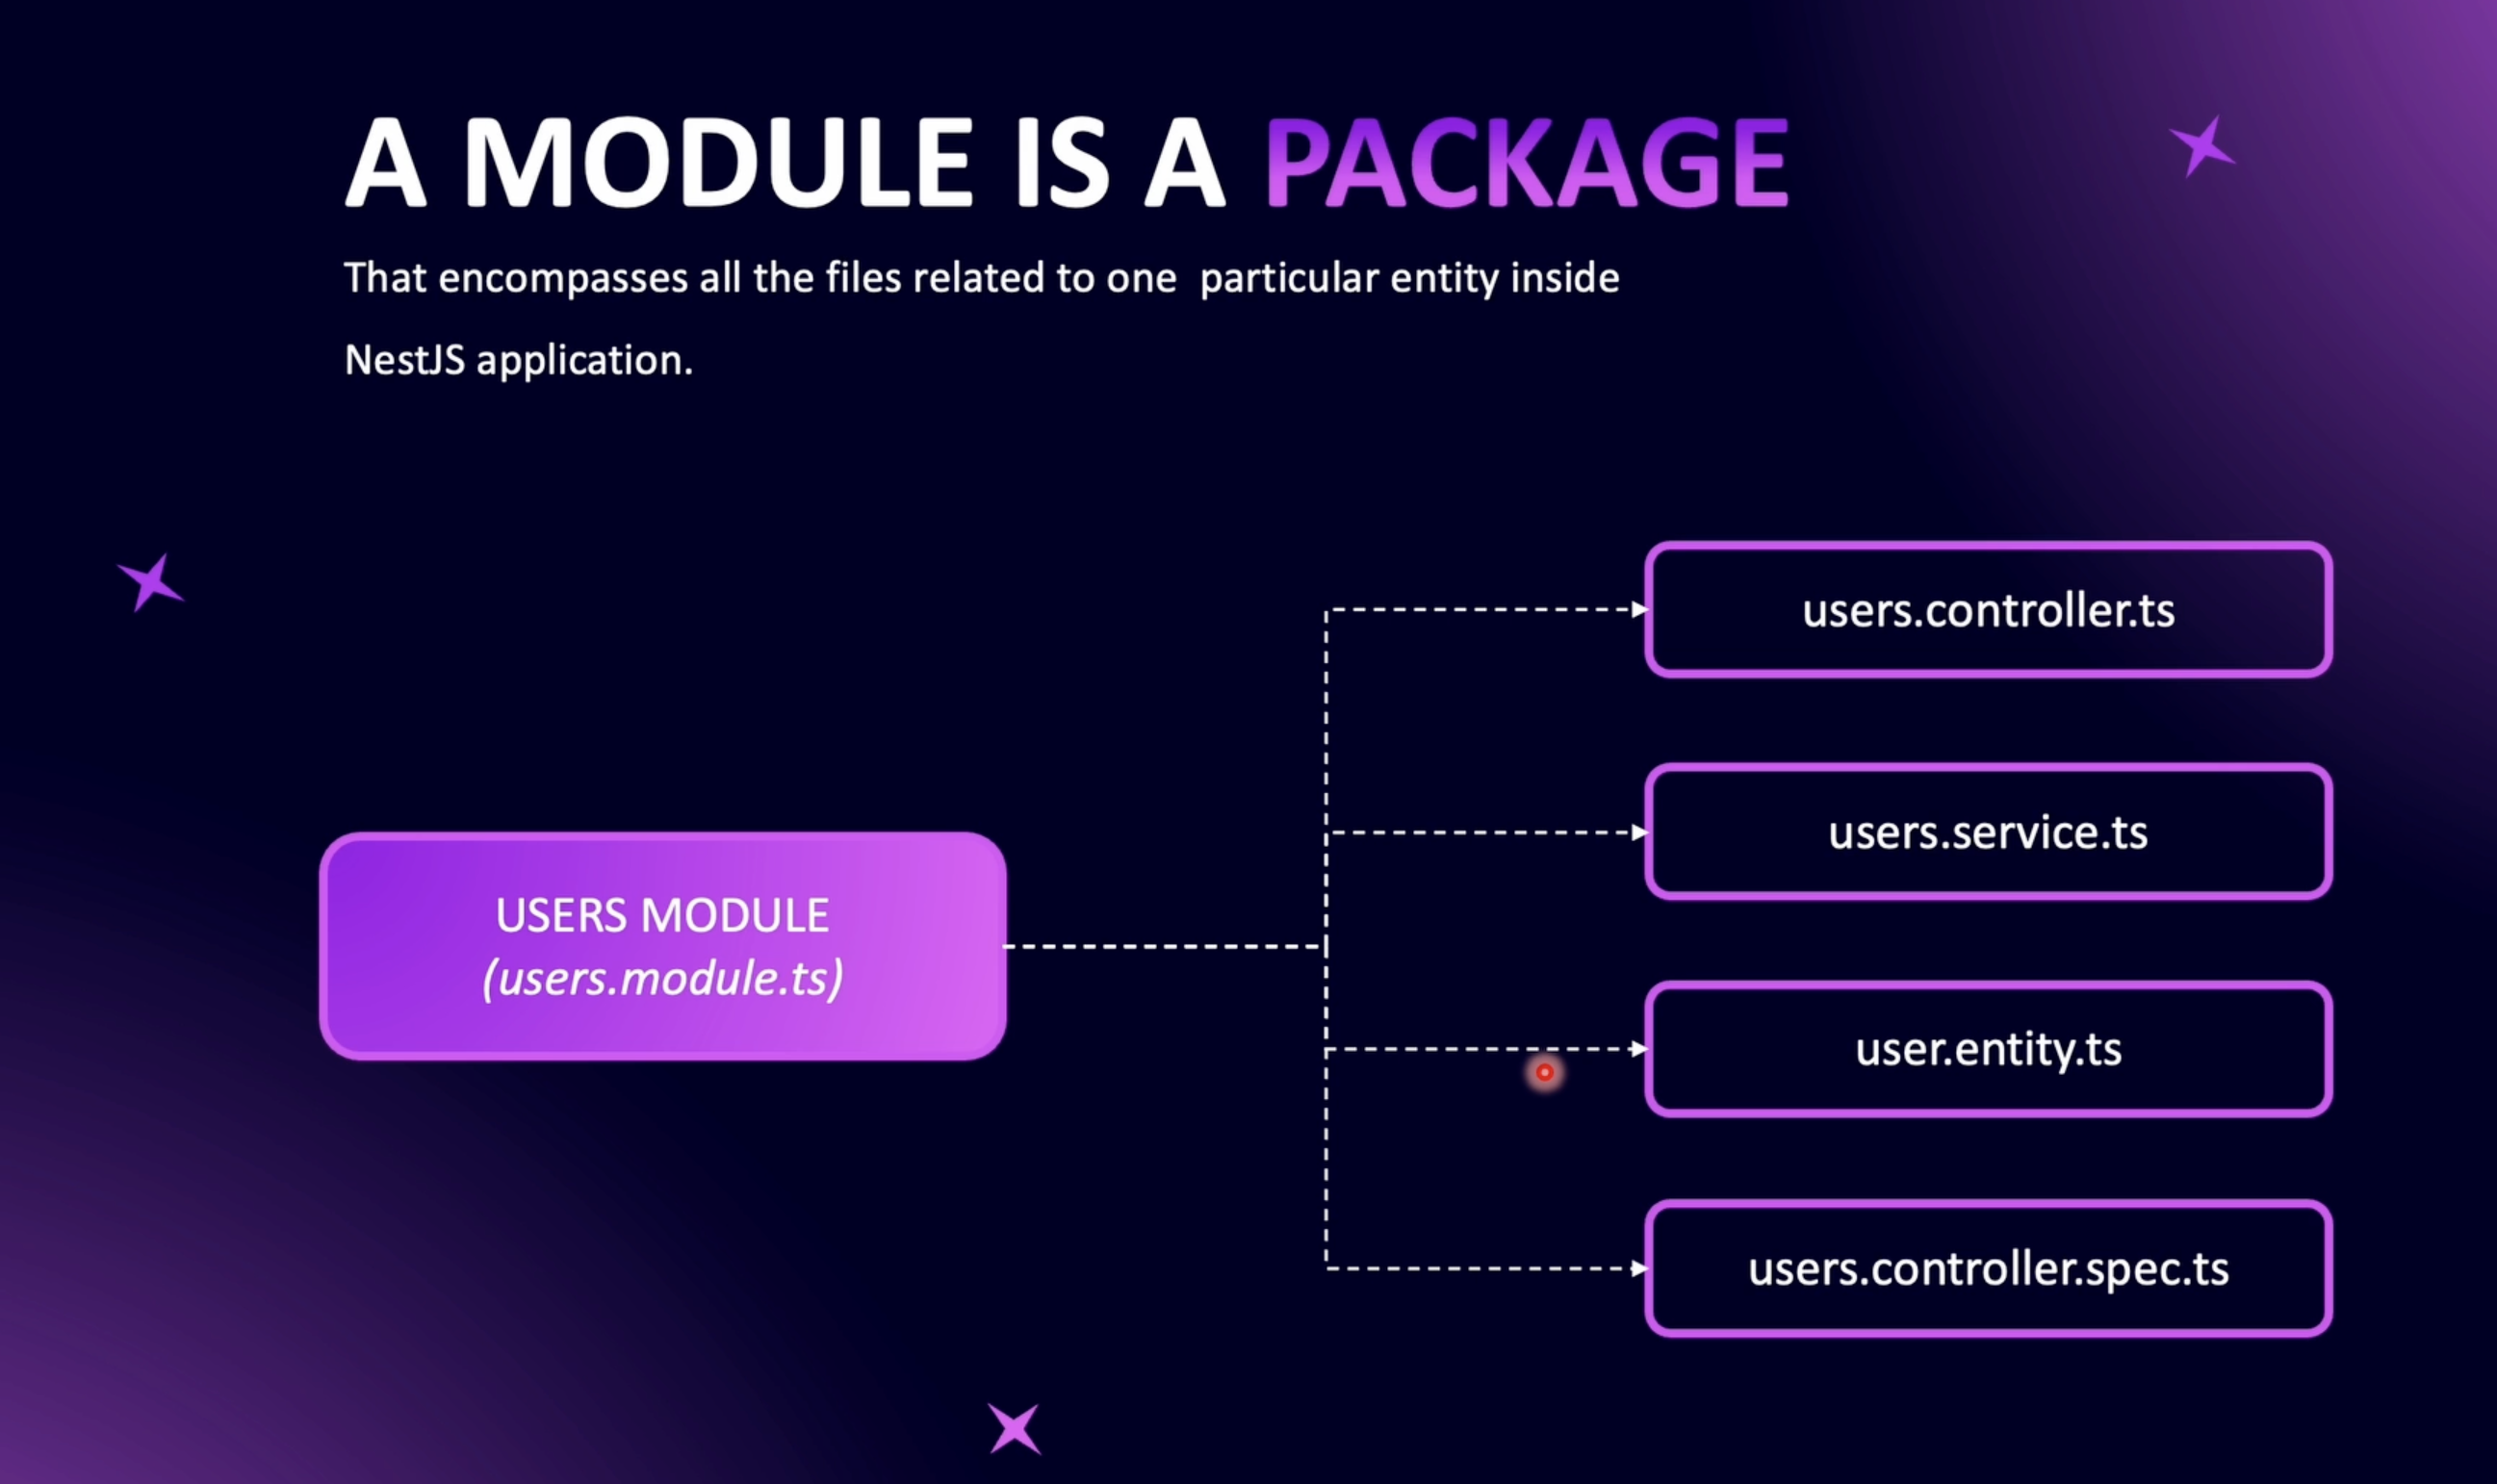 A MODULE IS A PACKAGE
That encompasses all the files related to one  particular entity inside
NestJS application.
USERS MODULE
(users.module.ts)
users.controller.ts
users.service.ts
user.entity.ts
users.controller.spec.ts